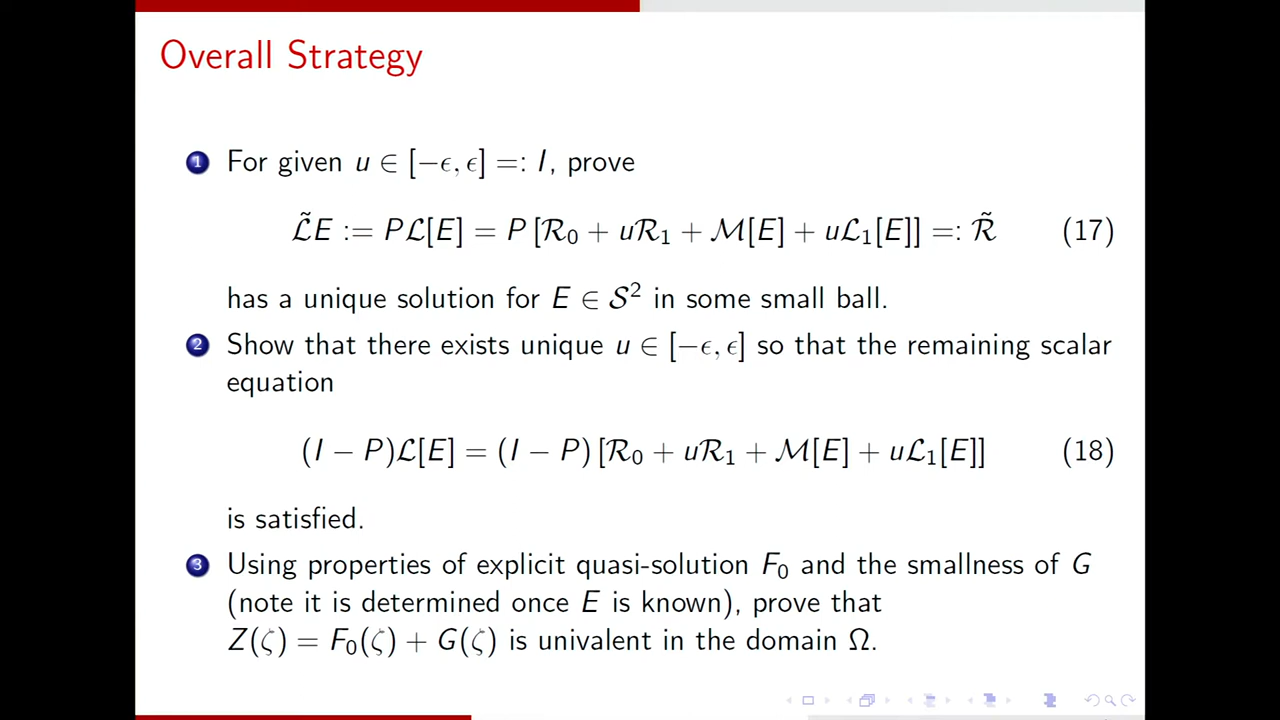 Overall Strategy
1 For given u ∈ [−ϵ, ϵ] =: I, prove
ℒ̃E := Pℒ[E] = P [ℛ₀ + uℛ₁ + ℳ[E] + uℒ₁[E]] =: ℛ̃ (17)
has a unique solution for E ∈ 𝒮² in some small ball.
2 Show that there exists unique u ∈ [−ϵ, ϵ] so that the remaining scalar
equation
(I − P)ℒ[E] = (I − P) [ℛ₀ + uℛ₁ + ℳ[E] + uℒ₁[E]] (18)
is satisfied.
3 Using properties of explicit quasi-solution F₀ and the smallness of G
(note it is determined once E is known), prove that
Z(ζ) = F₀(ζ) + G(ζ) is univalent in the domain Ω.